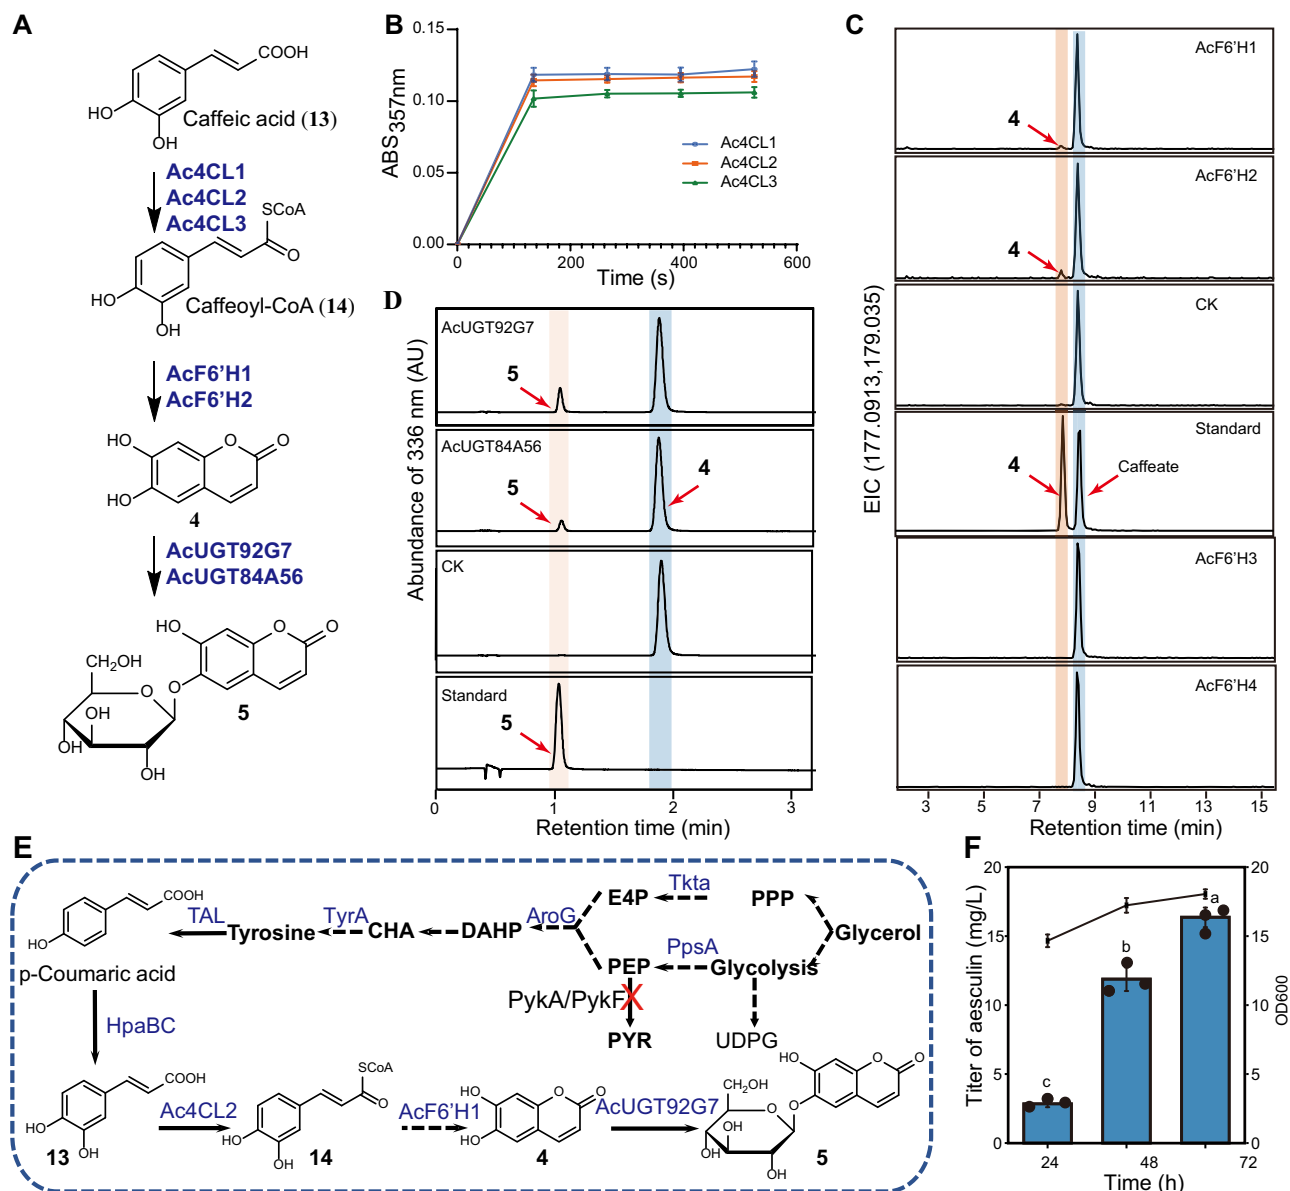 A
COOH
HO
OH
Caffeic acid (13)
Ac4CL1
Ac4CL2
Ac4CL3
SCoA
O
HO
OH
Caffeoyl-CoA (14)
AcF6'H1
AcF6'H2
HO
HO
O
O
4
AcUGT92G7
AcUGT84A56
HO
O
O
CH2OH
O
O
OH
OH
OH
5
B
0.15
0.10
0.05
0.00
ABS357nm
Ac4CL1
Ac4CL2
Ac4CL3
0
200
400
600
Time (s)
C
AcF6'H1
4
AcF6'H2
4
CK
Standard
4
Caffeate
AcF6'H3
AcF6'H4
EIC (177.0913,179.035)
3
5
7
9
11
13
15
Retention time (min)
D
AcUGT92G7
5
AcUGT84A56
5
4
CK
Standard
5
Abundance of 336 nm (AU)
0
1
2
3
Retention time (min)
E
COOH
HO
p-Coumaric acid
TAL
Tyrosine
TyrA
CHA
DAHP
AroG
E4P
Tkta
PPP
Glycerol
PEP
PpsA
Glycolysis
PykA/PykF
X
PYR
UDPG
HpaBC
COOH
HO
OH
13
Ac4CL2
SCoA
O
HO
OH
14
AcF6'H1
HO
HO
O
O
4
AcUGT92G7
HO
O
O
CH2OH
O
O
OH
OH
OH
5
F
20
15
10
5
0
Titer of aesculin (mg/L)
c
b
a
20
15
10
5
0
OD600
24
48
72
Time (h)